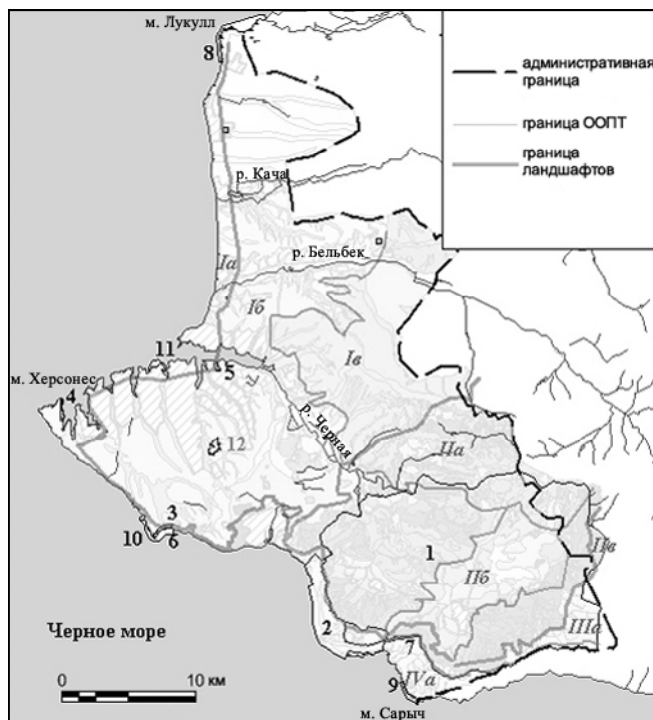 м. Лукулл
8
административная
граница
граница ООПТ
граница
ландшафтов
р. Кача
р. Бельбек
Iа
Iб
Iв
11
м. Херсонес
5
4
р. Черная
12
IIа
3
10
6
1
IIб
IIв
2
Черное море
7
IIIа
IVа
9
0
10 км
м. Сарыч